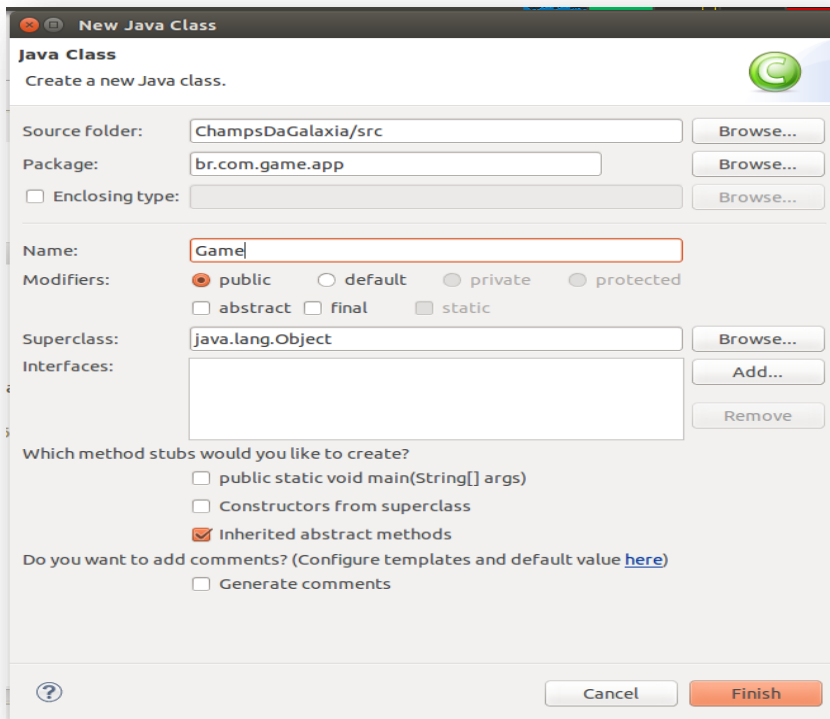 New Java Class
Java Class
Create a new Java class.
C
Source folder: ChampsDaGalaxia/src Browse...
Package: br.com.game.app Browse...
Enclosing type: Browse...
Name: Game
Modifiers: public default private protected
abstract final static
Superclass: java.lang.Object Browse...
Interfaces: Add...
Remove
Which method stubs would you like to create?
public static void main(String[] args)
Constructors from superclass
Inherited abstract methods
Do you want to add comments? (Configure templates and default value here)
Generate comments
? Cancel Finish